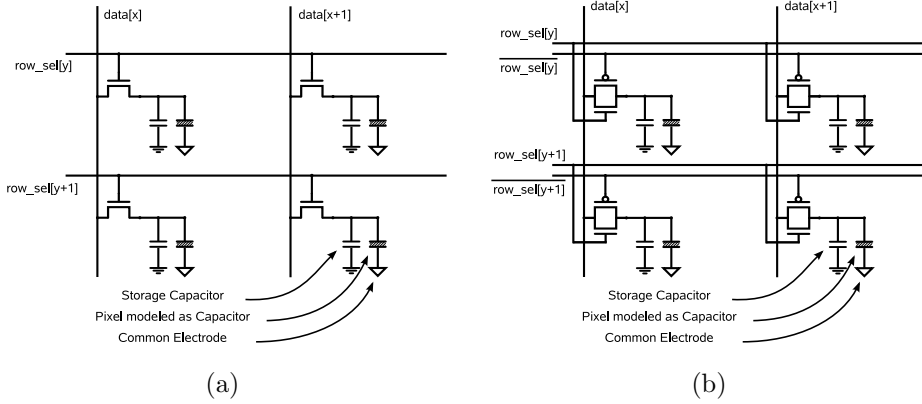 data[x]
data[x+1]
row_sel[y]
row_sel[y+1]
Storage Capacitor
Pixel modeled as Capacitor
Common Electrode
(a)
data[x]
data[x+1]
row_sel[y]
row_sel[y]
row_sel[y+1]
row_sel[y+1]
Storage Capacitor
Pixel modeled as Capacitor
Common Electrode
(b)